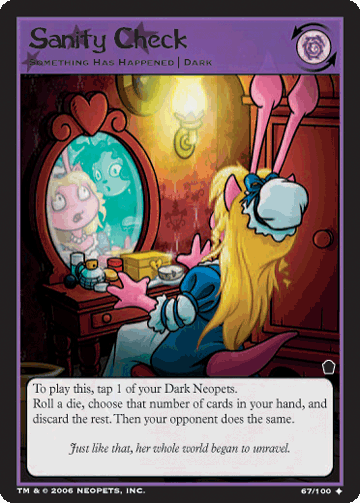 Sanity Check
Something Has Happened | Dark
To play this, tap 1 of your Dark Neopets.
Roll a die, choose that number of cards in your hand, and
discard the rest. Then your opponent does the same.
Just like that, her whole world began to unravel.
TM & © 2006 NEOPETS, INC.
67/100